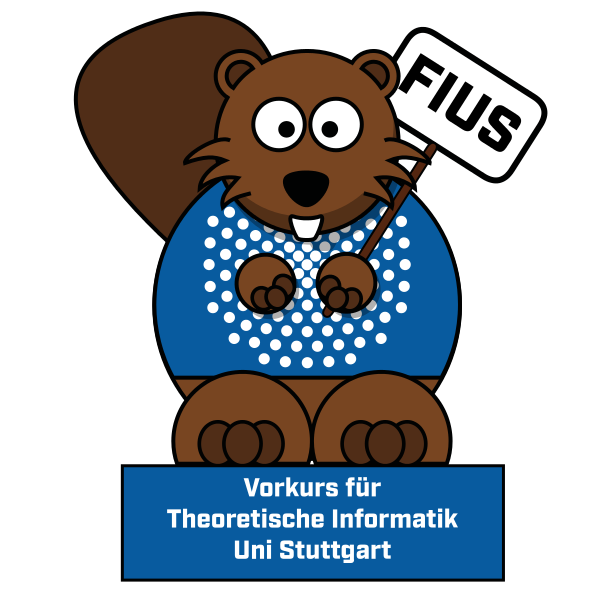 FIUS
Vorkurs für
Theoretische Informatik
Uni Stuttgart